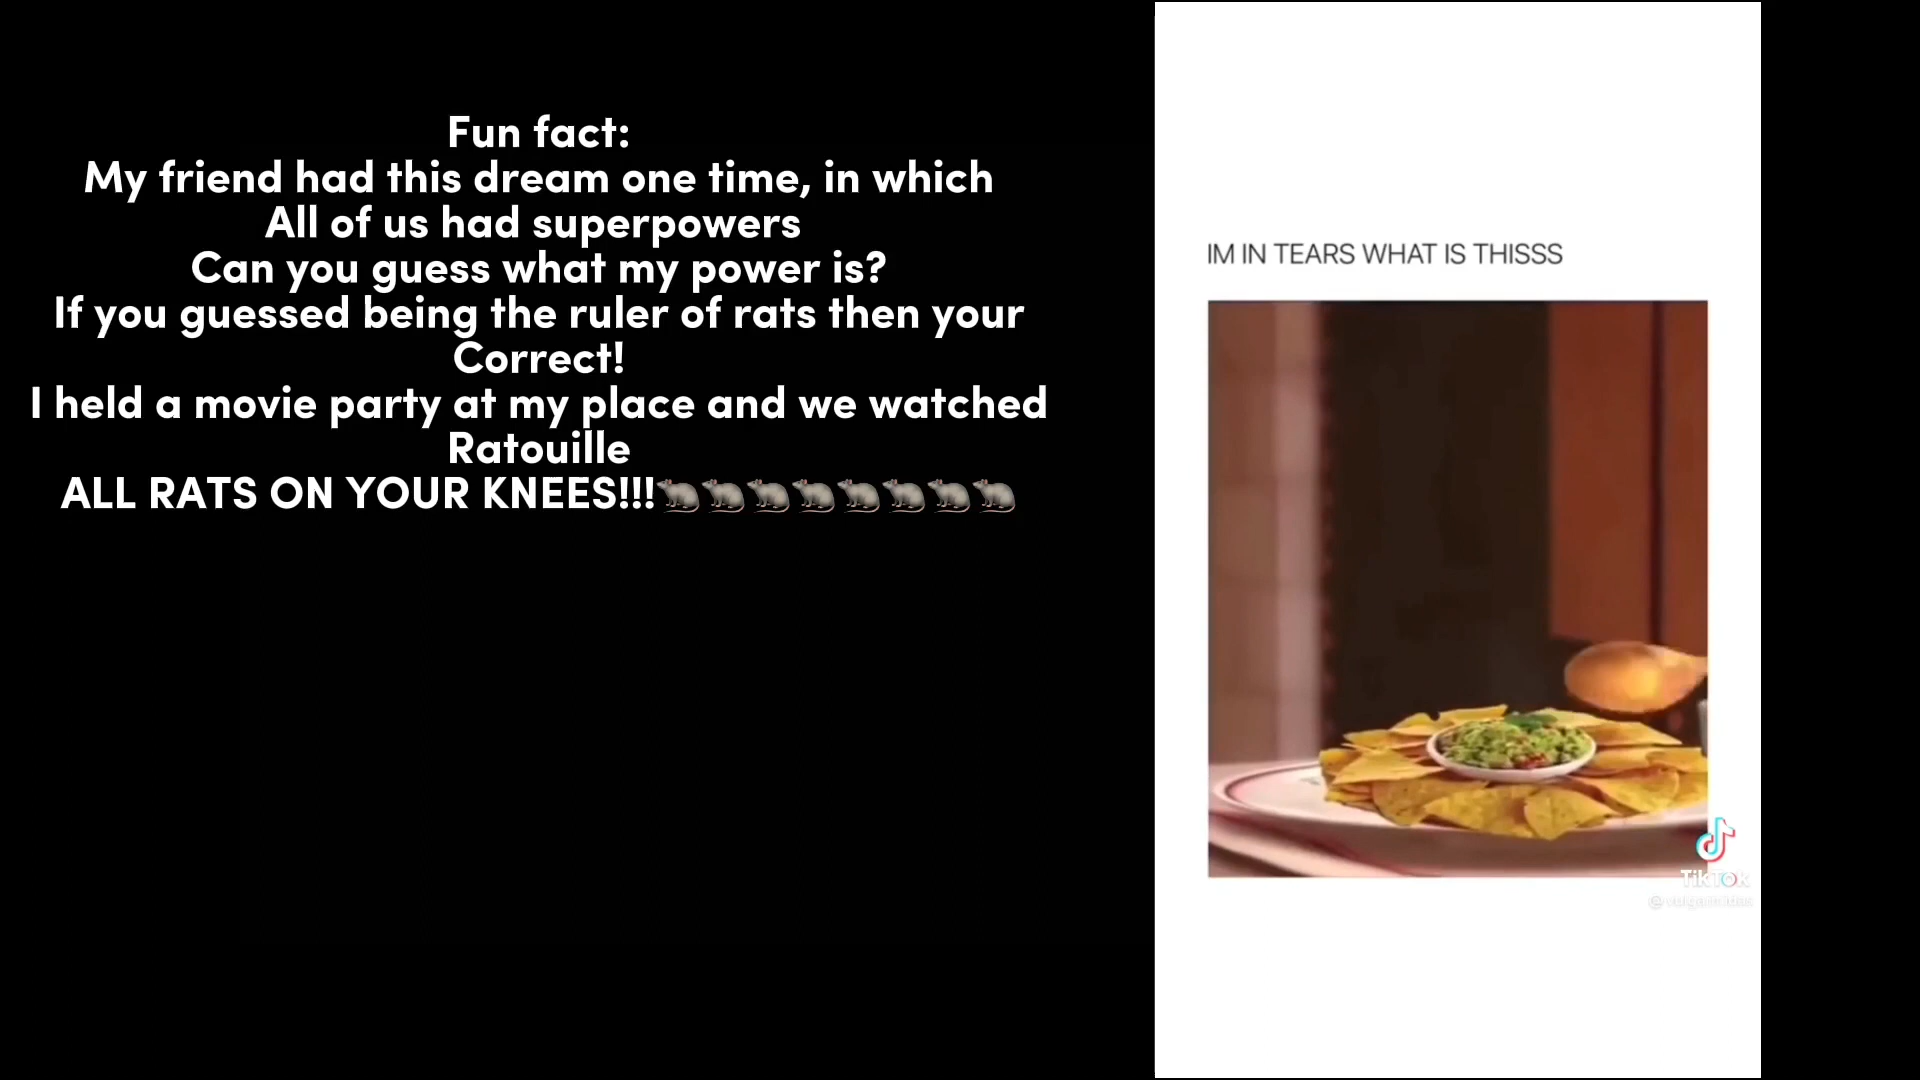 Fun fact:
My friend had this dream one time, in which
All of us had superpowers
Can you guess what my power is?
If you guessed being the ruler of rats then your
Correct!
I held a movie party at my place and we watched
Ratouille
ALL RATS ON YOUR KNEES!!!🐀🐀🐀🐀🐀🐀🐀🐀
IM IN TEARS WHAT IS THISSS
TikTok